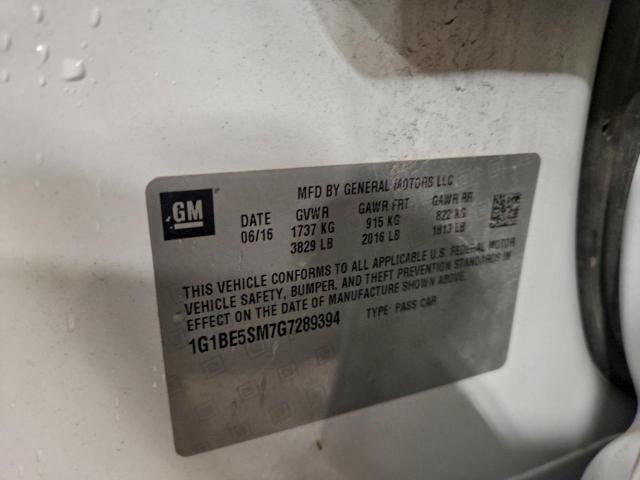 GM
MFD BY GENERAL MOTORS LLC
DATE GVWR GAWR FRT GAWR RR
06/16 1737 KG 915 KG 822 KG
3829 LB 2016 LB 1813 LB
THIS VEHICLE CONFORMS TO ALL APPLICABLE U.S. FEDERAL MOTOR
VEHICLE SAFETY, BUMPER, AND THEFT PREVENTION STANDARDS IN
EFFECT ON THE DATE OF MANUFACTURE SHOWN ABOVE.
1G1BE5SM7G7289394 TYPE: PASS CAR